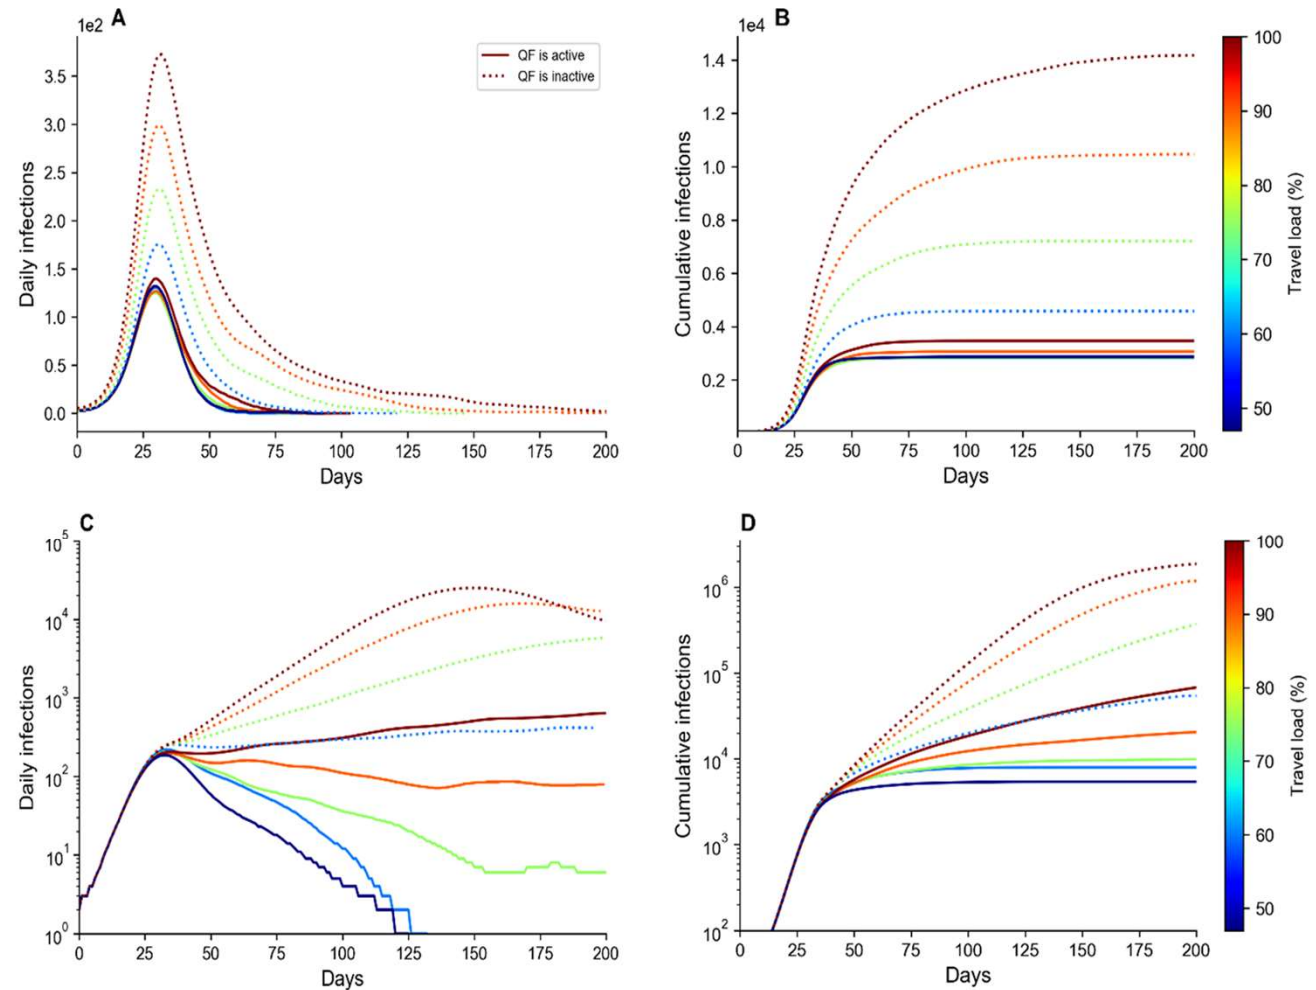 A
1e2
QF is active
QF is inactive
Daily infections
3.5
3.0
2.5
2.0
1.5
1.0
0.5
0.0
0 25 50 75 100 125 150 175 200
Days
B
1e4
Cumulative infections
1.4
1.2
1.0
0.8
0.6
0.4
0.2
0 25 50 75 100 125 150 175 200
Days
100
90
80
70
60
50
Travel load (%)
C
Daily infections
10^5
10^4
10^3
10^2
10^1
10^0
0 25 50 75 100 125 150 175 200
Days
D
Cumulative infections
10^6
10^5
10^4
10^3
10^2
0 25 50 75 100 125 150 175 200
Days
100
90
80
70
60
50
Travel load (%)